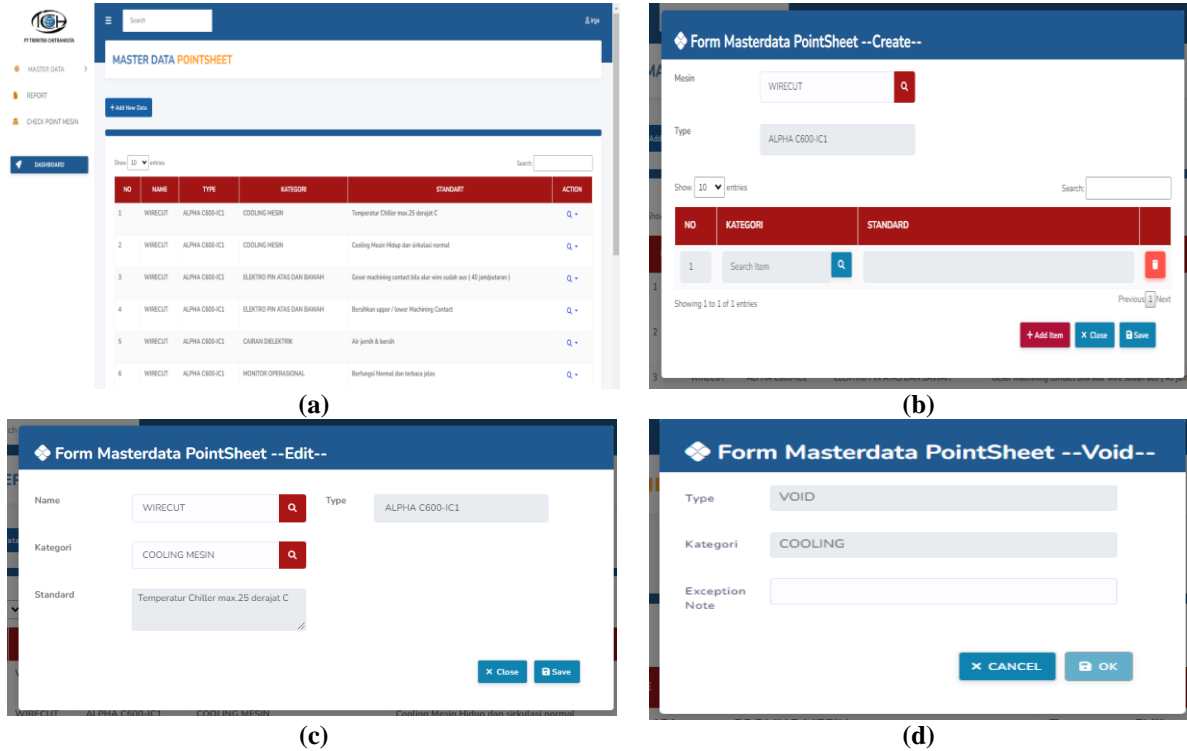 PT TRIMITRA CHITRAHASTA
Search
irga
MASTER DATA
REPORT
CHECK POINT MESIN
DASHBOARD
MASTER DATA POINTSHEET
+ Add New Data
Show 10 entries
Search:
NO NAME TYPE KATEGORI STANDART ACTION
1 WIRECUT ALPHA C600-IC1 COOLING MESIN Temperatur Chiller max.25 derajat C
2 WIRECUT ALPHA C600-IC1 COOLING MESIN Cooling Mesin Hidup dan sirkulasi normal
3 WIRECUT ALPHA C600-IC1 ELEKTRO PIN ATAS DAN BAWAH Geser machining contact bila alur wire sudah aus ( 40 jam/putaran )
4 WIRECUT ALPHA C600-IC1 ELEKTRO PIN ATAS DAN BAWAH Bersihkan upper / lower Machining Contact
5 WIRECUT ALPHA C600-IC1 CAIRAN DIELEKTRIK Air jernih & bersih
6 WIRECUT ALPHA C600-IC1 MONITOR OPERASIONAL Berfungsi Normal dan terbaca jelas
(a)
Form Masterdata PointSheet --Create--
Mesin WIRECUT
Type ALPHA C600-IC1
Show 10 entries
Search:
NO KATEGORI STANDARD
1 Search Item
Showing 1 to 1 of 1 entries
Previous 1 Next
+ Add Item X Close Save
(b)
Form Masterdata PointSheet --Edit--
Name WIRECUT Type ALPHA C600-IC1
Kategori COOLING MESIN
Standard Temperatur Chiller max.25 derajat C
X Close Save
WIRECUT ALPHA C600-IC1 COOLING MESIN Cooling Mesin Hidup dan sirkulasi normal
(c)
Form Masterdata PointSheet --Void--
Type VOID
Kategori COOLING
Exception
Note
X CANCEL OK
(d)